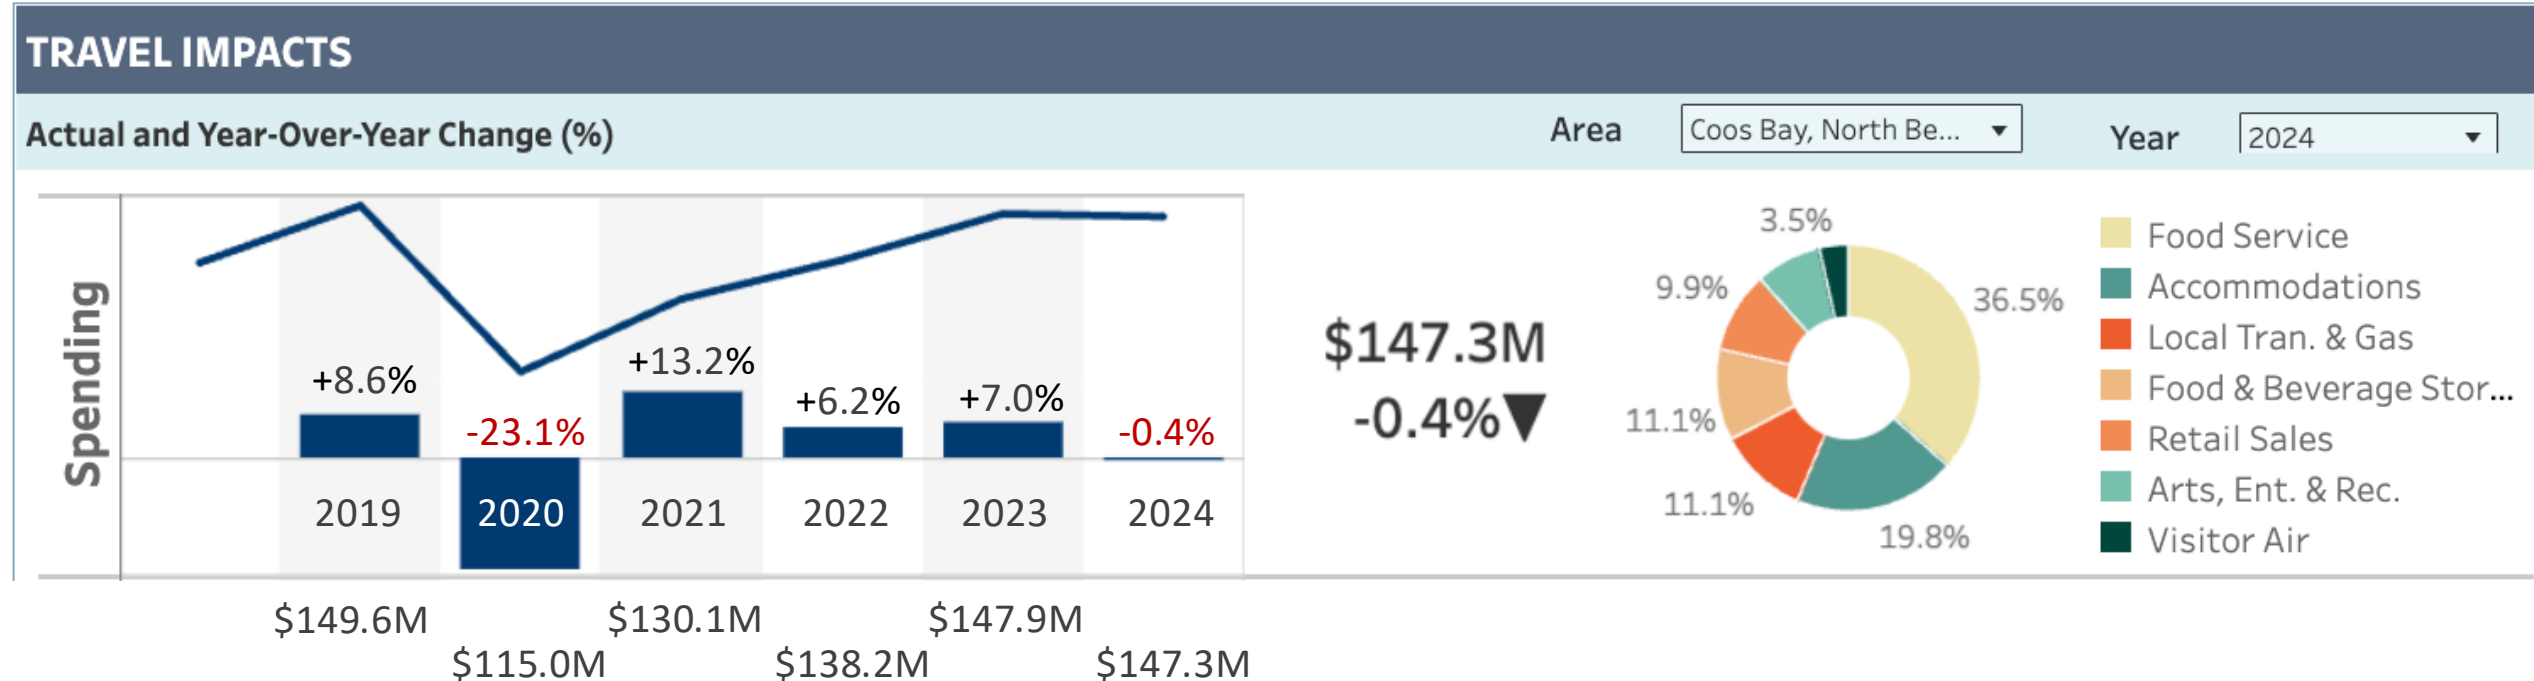 TRAVEL IMPACTS
Actual and Year-Over-Year Change (%)
Area
Coos Bay, North Be...
Year
2024
Spending
+8.6%
-23.1%
+13.2%
+6.2%
+7.0%
-0.4%
2019
2020
2021
2022
2023
2024
$149.6M
$115.0M
$130.1M
$138.2M
$147.9M
$147.3M
$147.3M
-0.4%▼
3.5%
9.9%
36.5%
11.1%
11.1%
19.8%
Food Service
Accommodations
Local Tran. & Gas
Food & Beverage Stor...
Retail Sales
Arts, Ent. & Rec.
Visitor Air